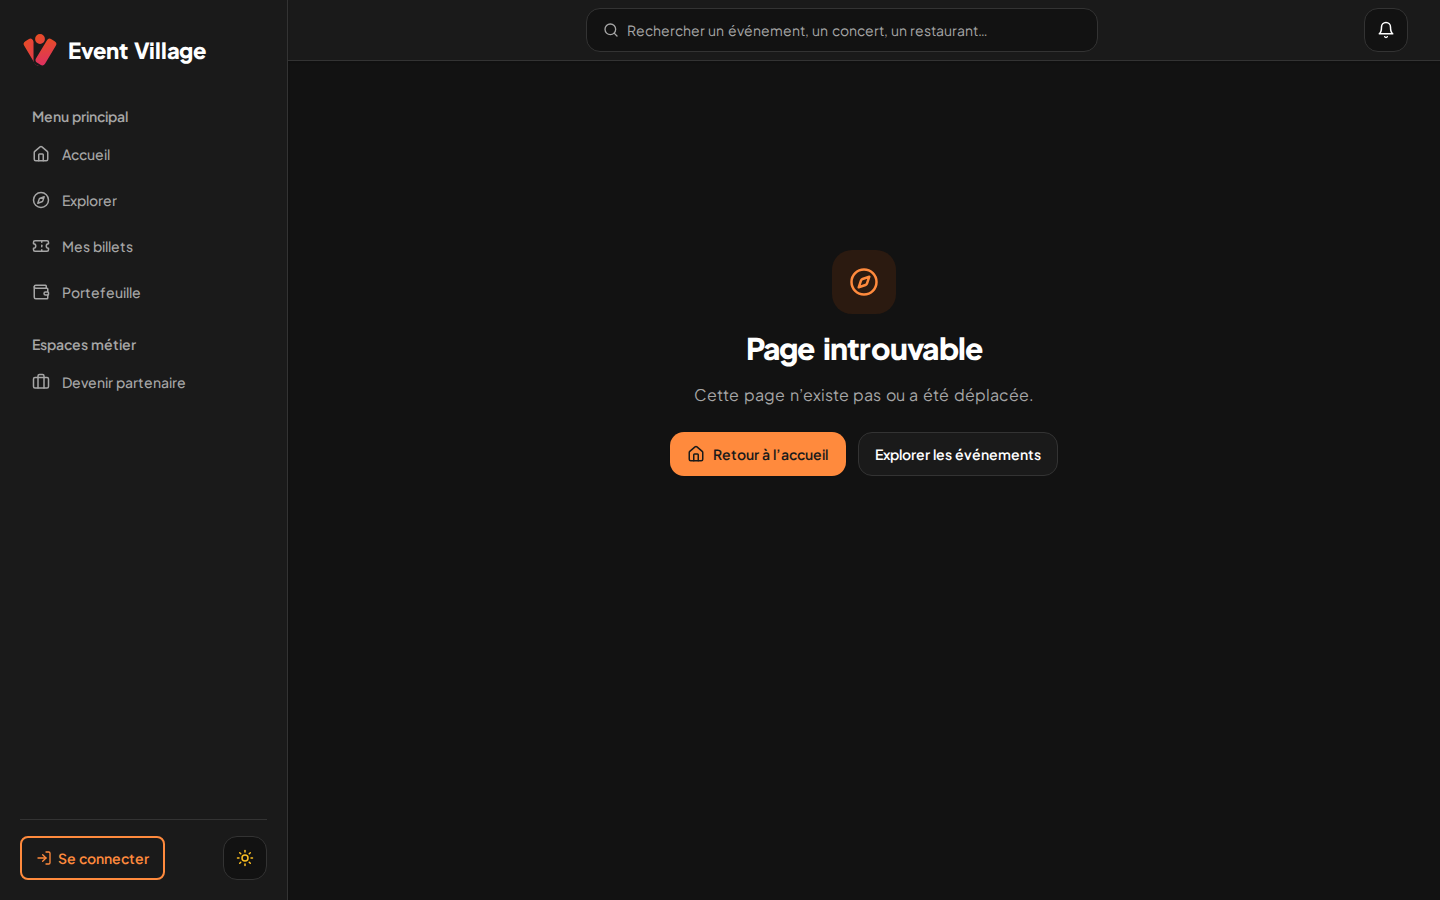 Event Village
Rechercher un événement, un concert, un restaurant...
Menu principal
Accueil
Explorer
Mes billets
Portefeuille
Espaces métier
Devenir partenaire
Page introuvable
Cette page n'existe pas ou a été déplacée.
Retour à l'accueil
Explorer les événements
Se connecter